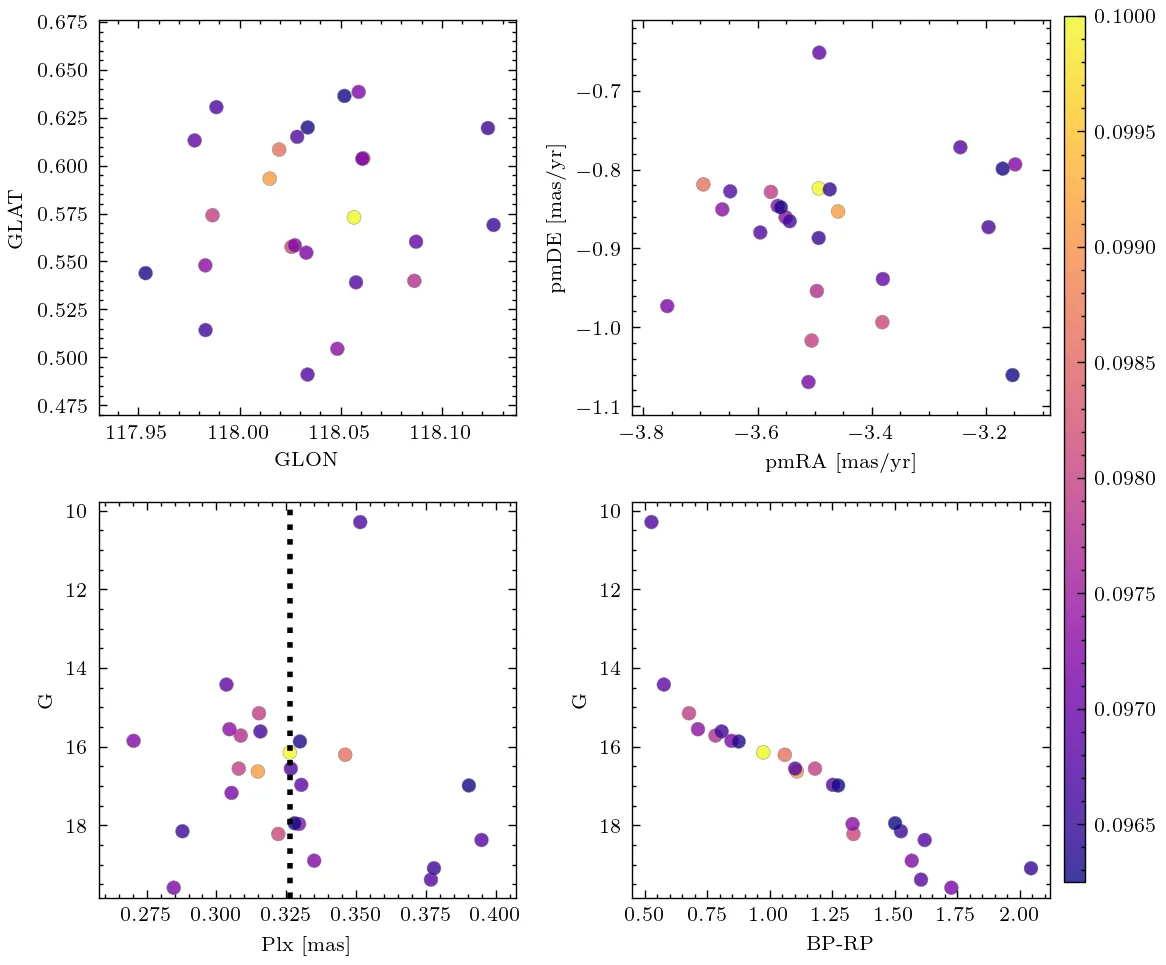 0.675
0.650
0.625
0.600
0.575
0.550
0.525
0.500
0.475
GLAT
117.95 118.00 118.05 118.10
GLON
−0.7
−0.8
−0.9
−1.0
−1.1
pmDE [mas/yr]
−3.8 −3.6 −3.4 −3.2
pmRA [mas/yr]
0.1000
0.0995
0.0990
0.0985
0.0980
0.0975
0.0970
0.0965
10
12
14
16
18
G
0.275 0.300 0.325 0.350 0.375 0.400
Plx [mas]
10
12
14
16
18
G
0.50 0.75 1.00 1.25 1.50 1.75 2.00
BP-RP